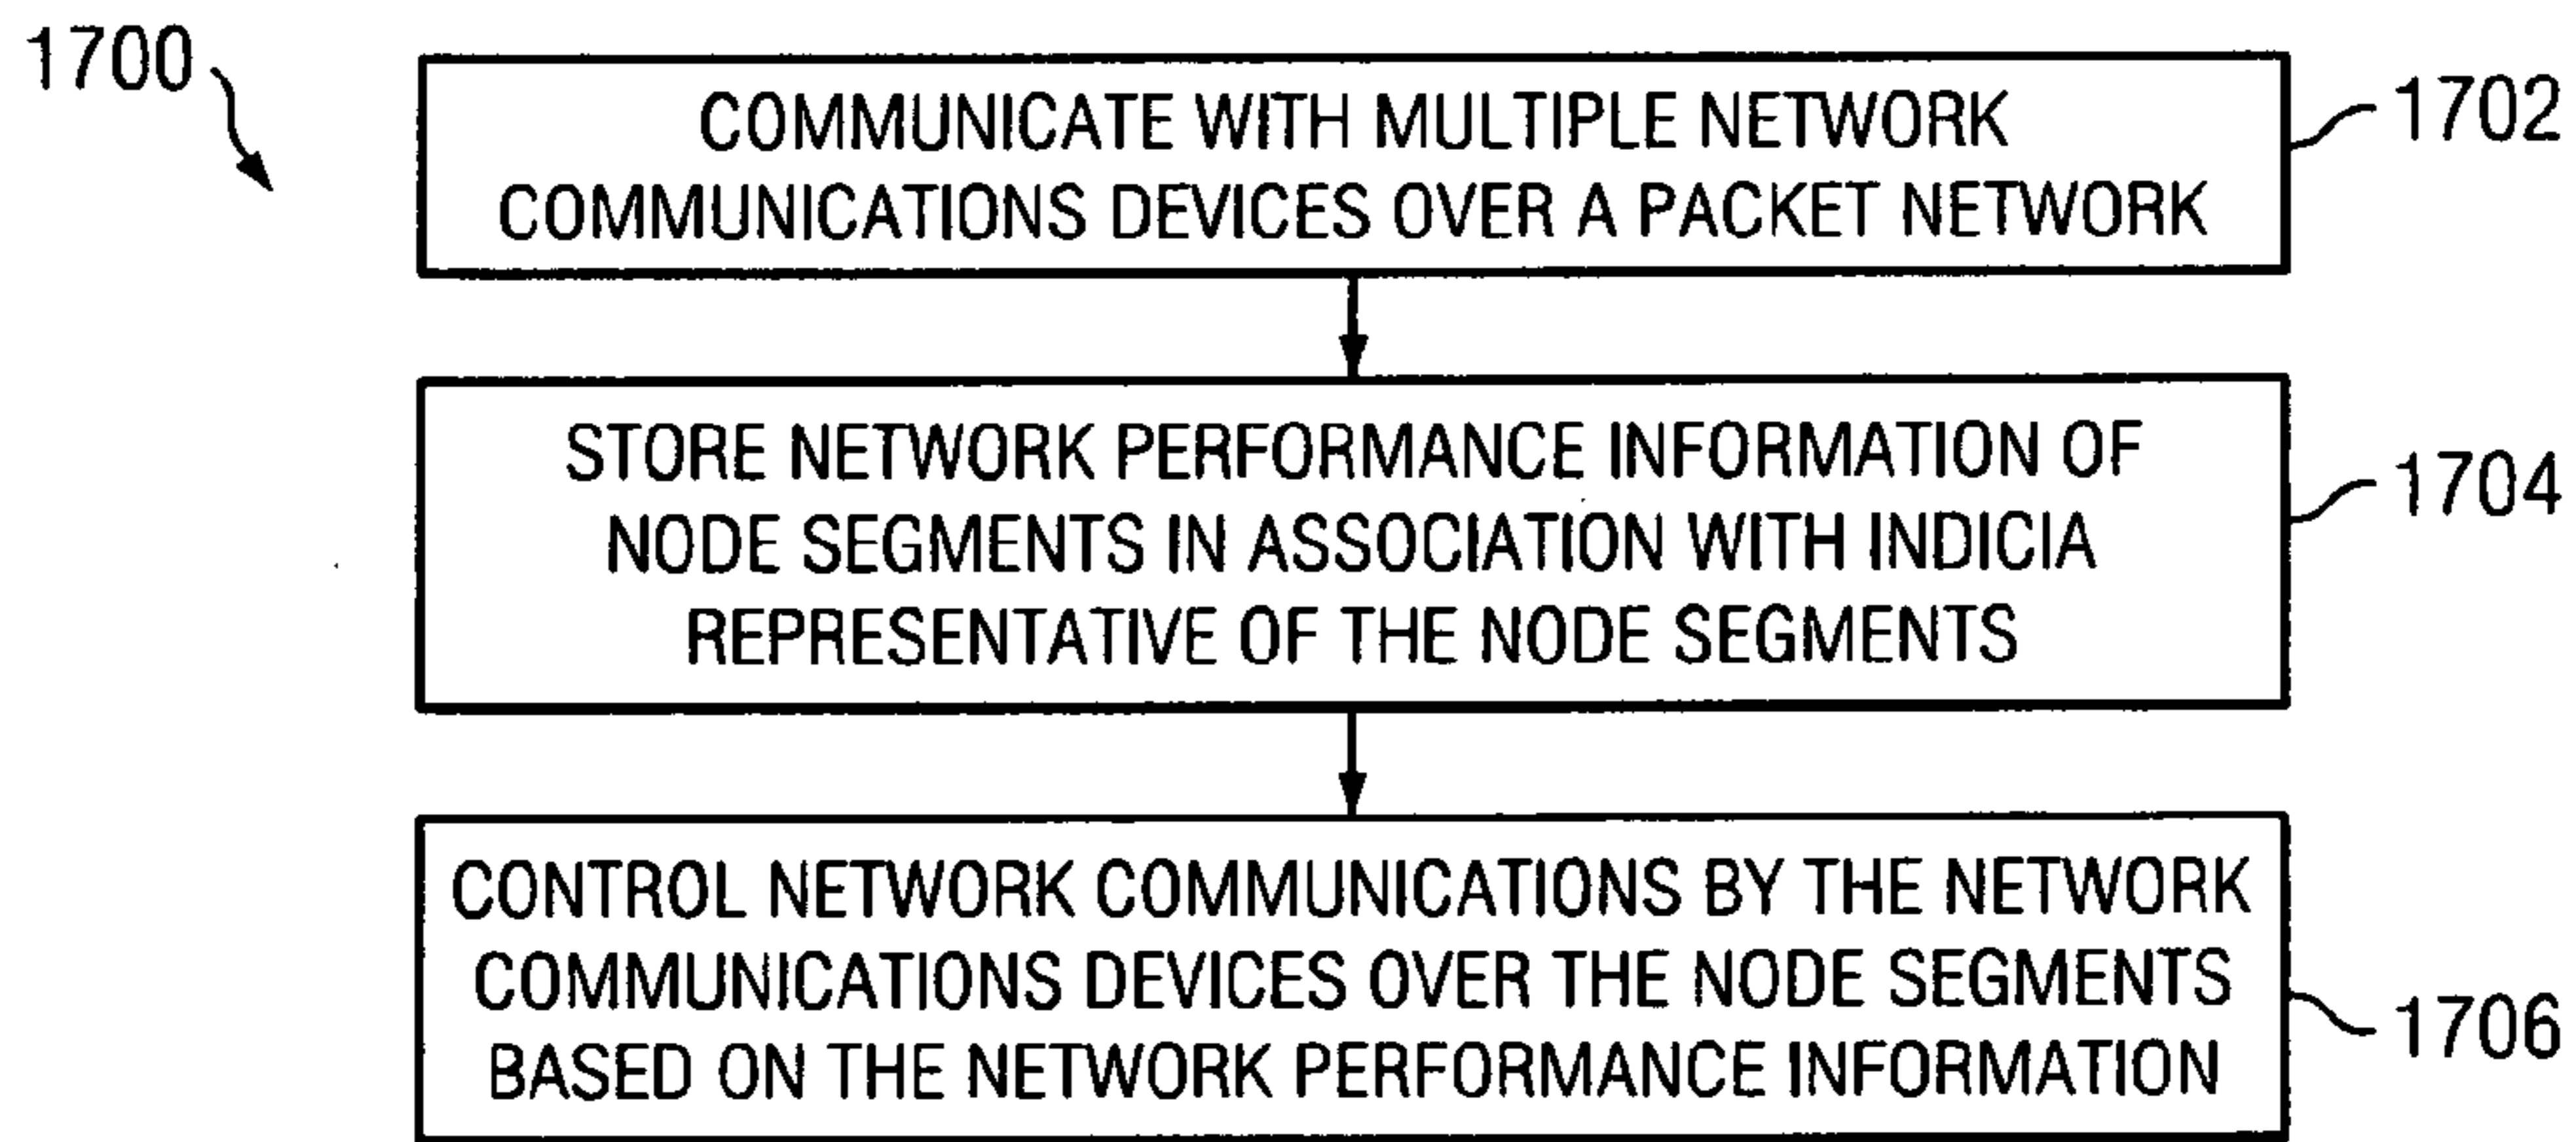 1700
COMMUNICATE WITH MULTIPLE NETWORK
COMMUNICATIONS DEVICES OVER A PACKET NETWORK
1702
STORE NETWORK PERFORMANCE INFORMATION OF
NODE SEGMENTS IN ASSOCIATION WITH INDICIA
REPRESENTATIVE OF THE NODE SEGMENTS
1704
CONTROL NETWORK COMMUNICATIONS BY THE NETWORK
COMMUNICATIONS DEVICES OVER THE NODE SEGMENTS
BASED ON THE NETWORK PERFORMANCE INFORMATION
1706